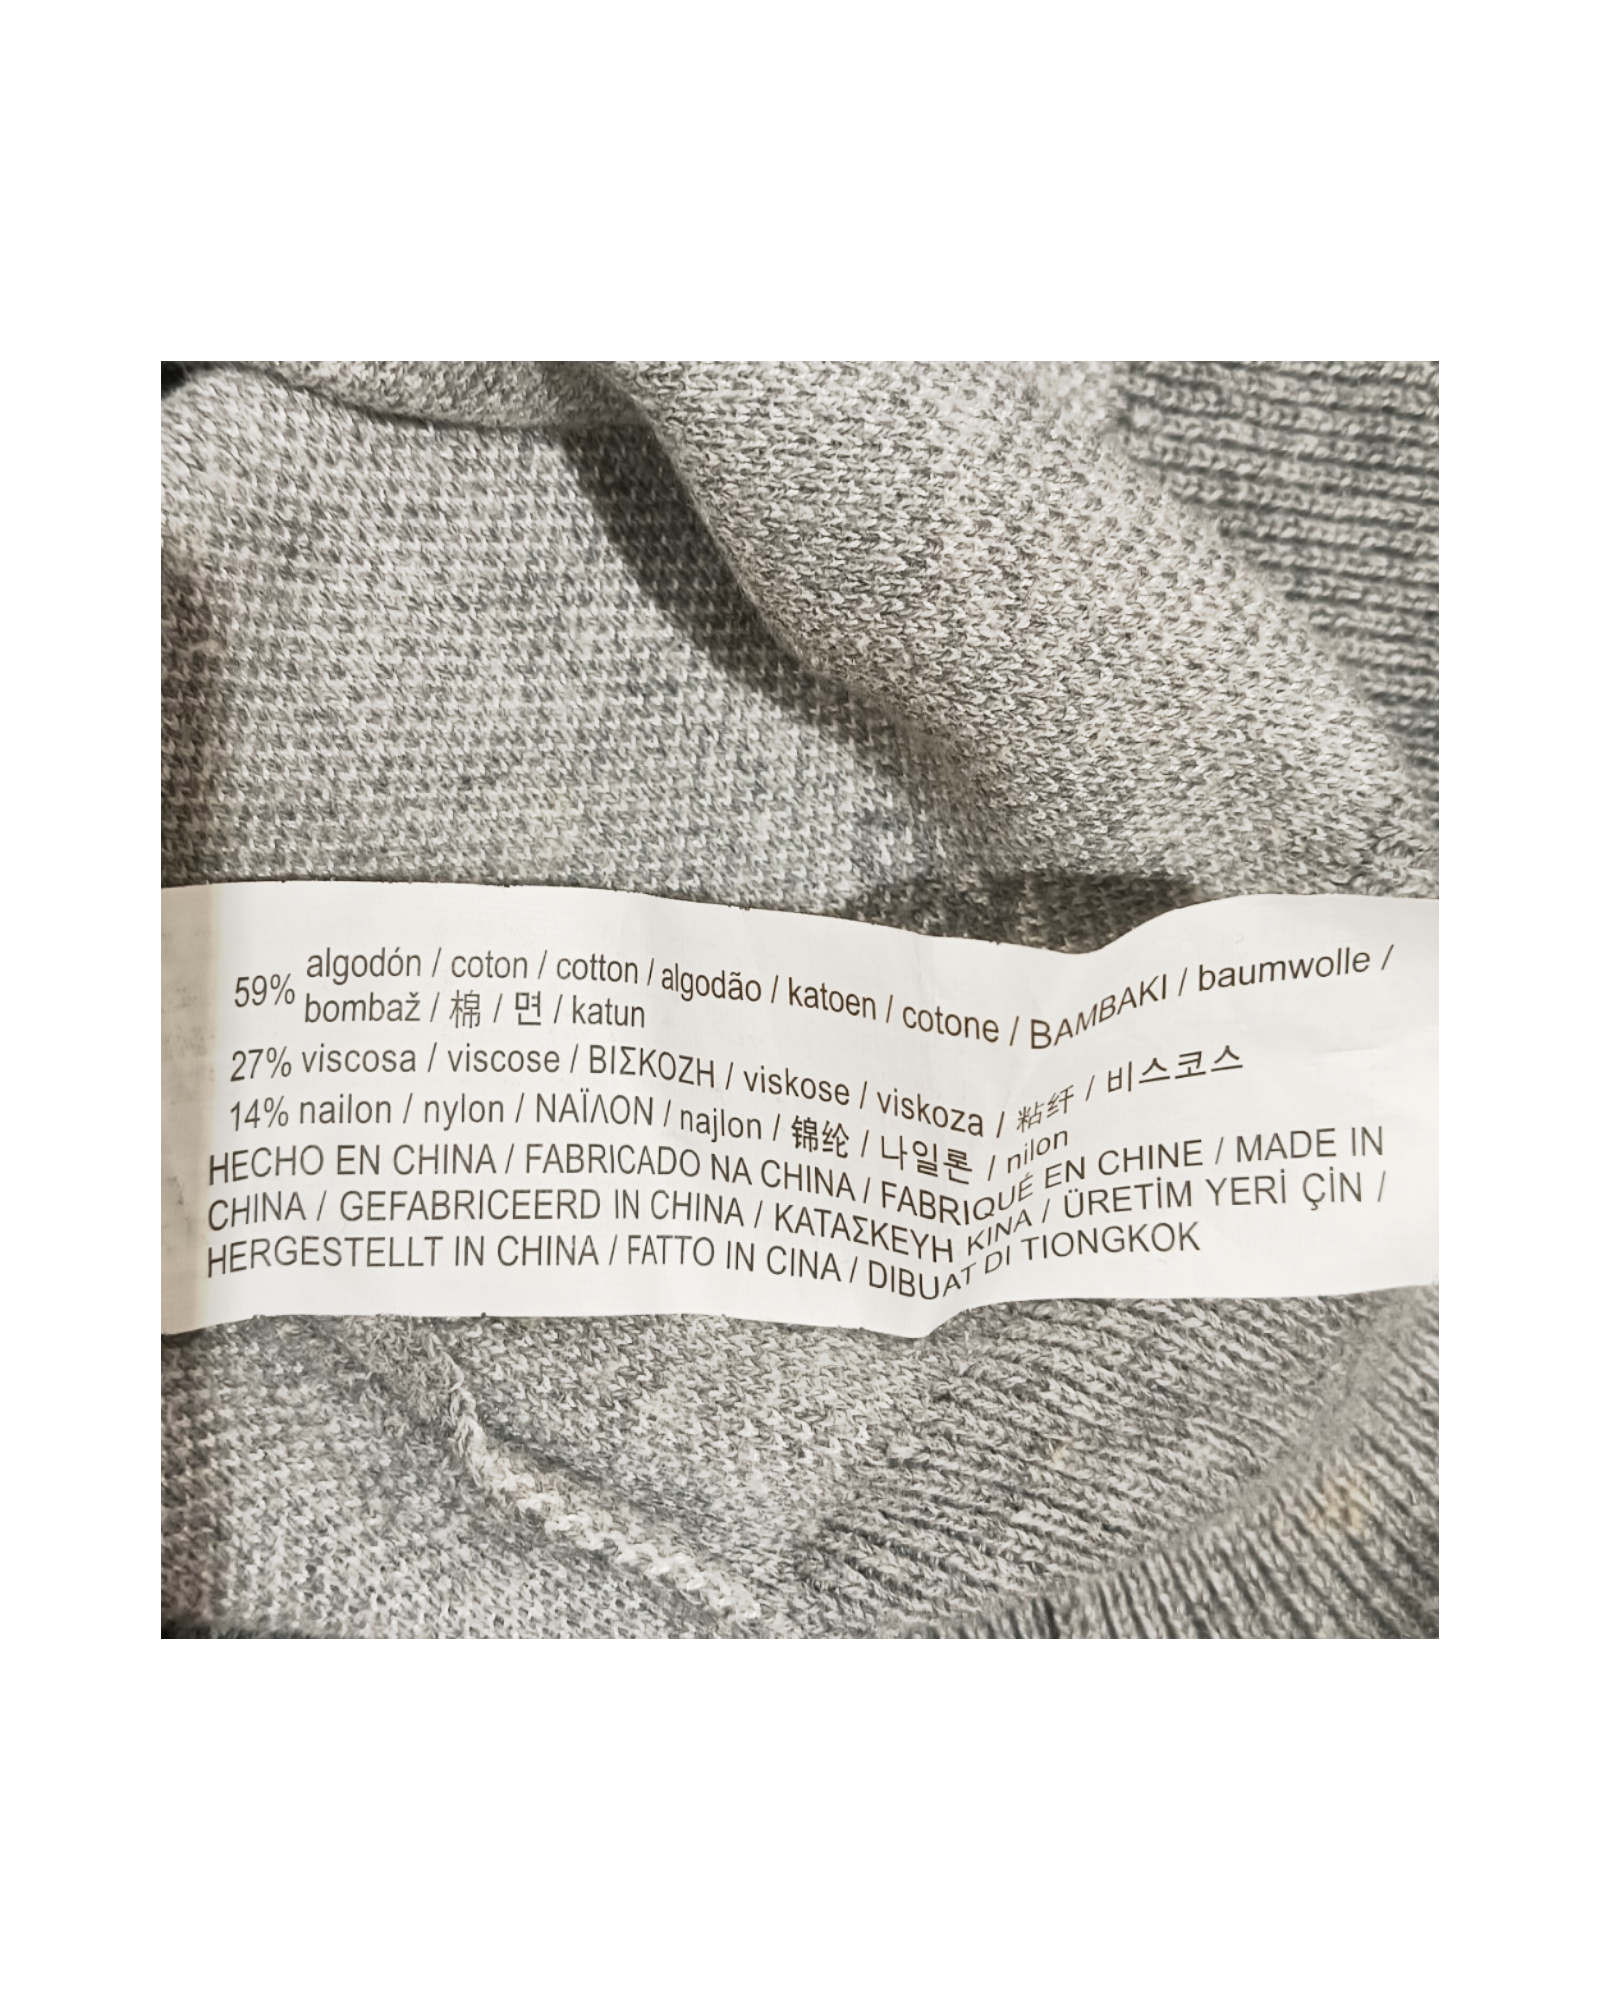 59% algodón / coton / cotton / algodão / katoen / cotone / BAMBAKI / baumwolle /
bombaž / 棉 / 면 / katun
27% viscosa / viscose / ΒΙΣΚΟΖΗ / viskose / viskoza / 粘纤 / 비스코스
14% nailon / nylon / ΝΑΪΛΟΝ / najlon / 锦纶 / 나일론 / nilon
HECHO EN CHINA / FABRICADO NA CHINA / FABRIQUÉ EN CHINE / MADE IN
CHINA / GEFABRICEERD IN CHINA / ΚΑΤΑΣΚΕΥΗ ΚΙΝΑ / ÜRETİM YERİ ÇİN /
HERGESTELLT IN CHINA / FATTO IN CINA / DIBUAT DI TIONGKOK